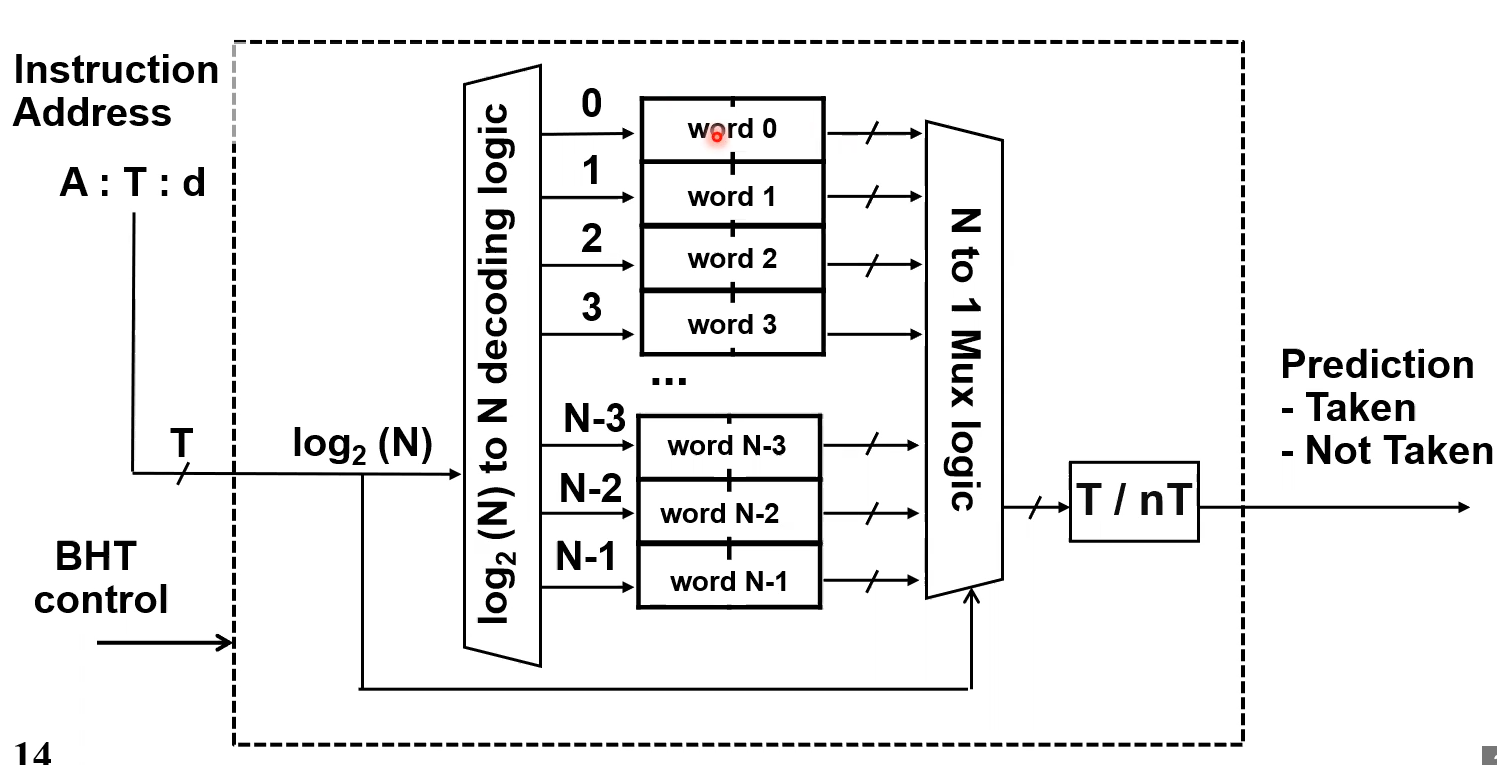 Instruction
Address
A : T : d
T
log₂ (N)
BHT
control
log₂ (N) to N decoding logic
0
1
2
3
N-3
N-2
N-1
word 0
word 1
word 2
word 3
...
word N-3
word N-2
word N-1
N to 1 Mux logic
T / nT
Prediction
- Taken
- Not Taken
14